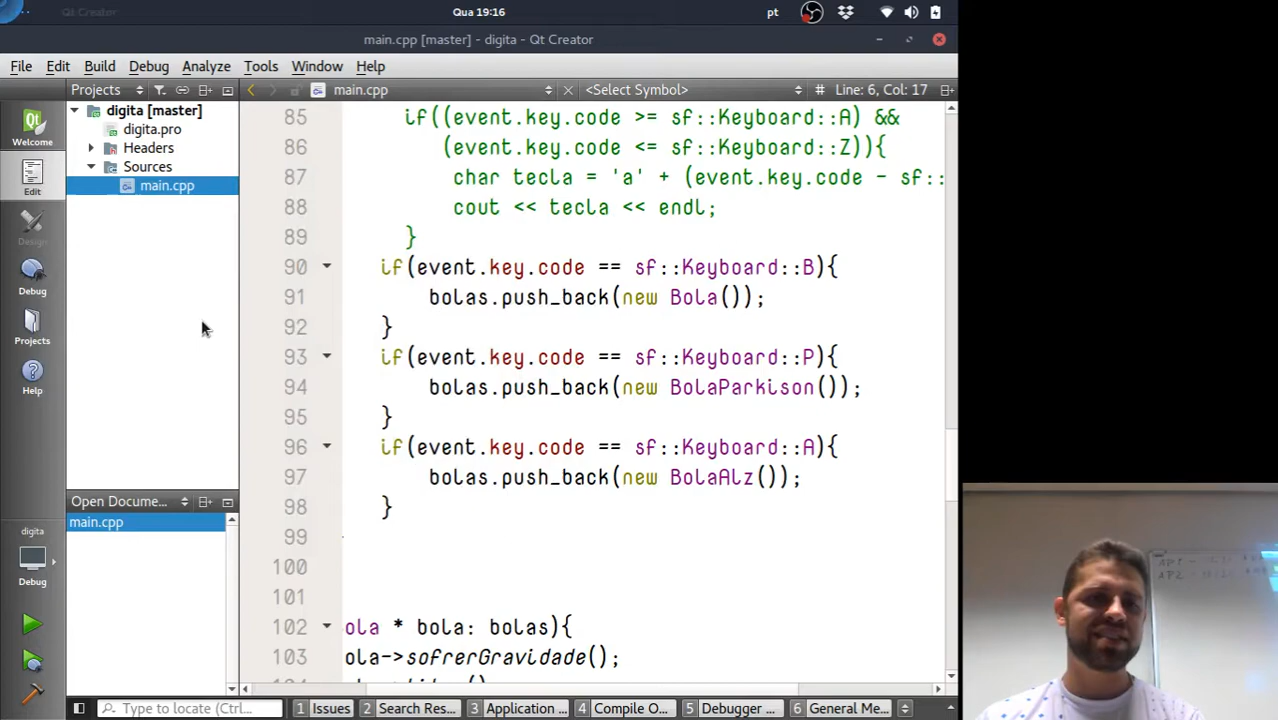 Qt Creator
Qua 19:16
pt
main.cpp [master] - digita - Qt Creator
File Edit Build Debug Analyze Tools Window Help
Projects
main.cpp
<Select Symbol>
Line: 6, Col: 17
Welcome
Edit
Design
Debug
Projects
Help
digita
Debug
digita [master]
digita.pro
Headers
Sources
main.cpp
Open Docume...
main.cpp
85 if((event.key.code >= sf::Keyboard::A) &&
86 (event.key.code <= sf::Keyboard::Z)){
87 char tecla = 'a' + (event.key.code - sf::
88 cout << tecla << endl;
89 }
90 if(event.key.code == sf::Keyboard::B){
91 bolas.push_back(new Bola());
92 }
93 if(event.key.code == sf::Keyboard::P){
94 bolas.push_back(new BolaParkison());
95 }
96 if(event.key.code == sf::Keyboard::A){
97 bolas.push_back(new BolaAlz());
98 }
99
100
101
102 ola * bola: bolas){
103 ola->sofrerGravidade();
Type to locate (Ctrl...
1 Issues
2 Search Res...
3 Application ...
4 Compile O...
5 Debugger ...
6 General Me...